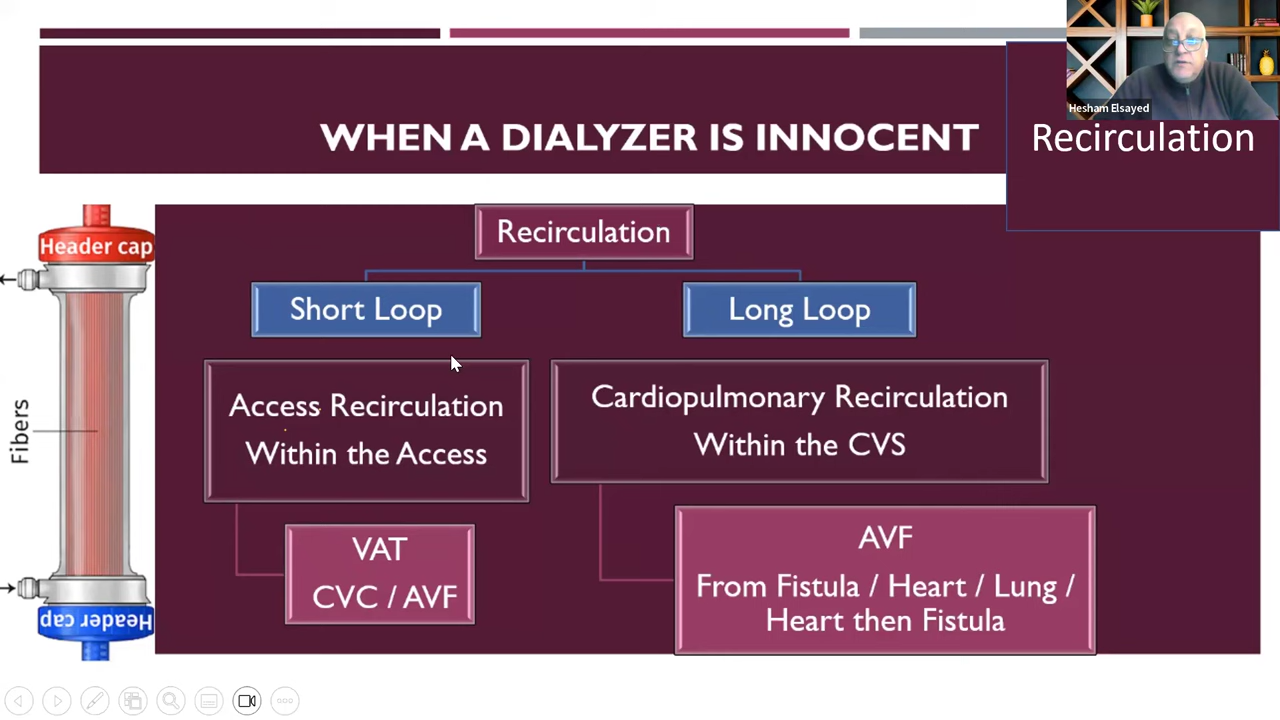 Hesham Elsayed
WHEN A DIALYZER IS INNOCENT
Recirculation
Header cap
Fibers
Header cap
Recirculation
Short Loop
Long Loop
Access Recirculation
Within the Access
Cardiopulmonary Recirculation
Within the CVS
VAT
CVC / AVF
AVF
From Fistula / Heart / Lung /
Heart then Fistula